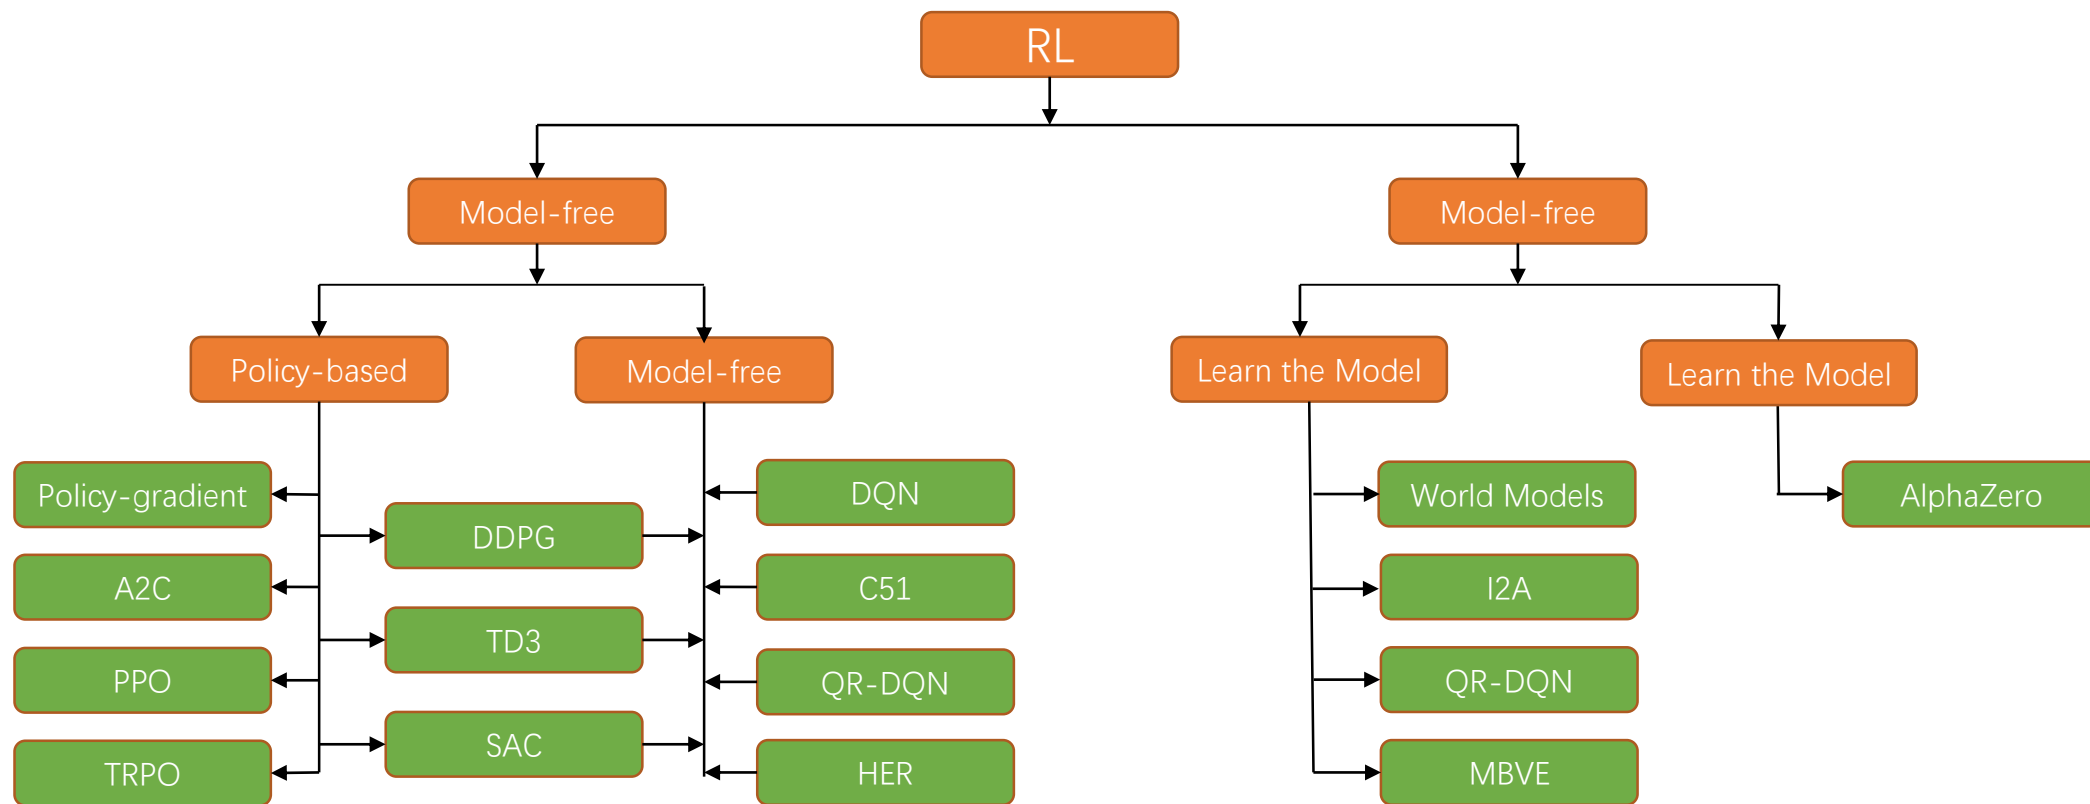 RL
Model-free
Model-free
Policy-based
Model-free
Learn the Model
Learn the Model
Policy-gradient
DQN
World Models
AlphaZero
DDPG
A2C
C51
I2A
TD3
PPO
QR-DQN
QR-DQN
SAC
TRPO
HER
MBVE